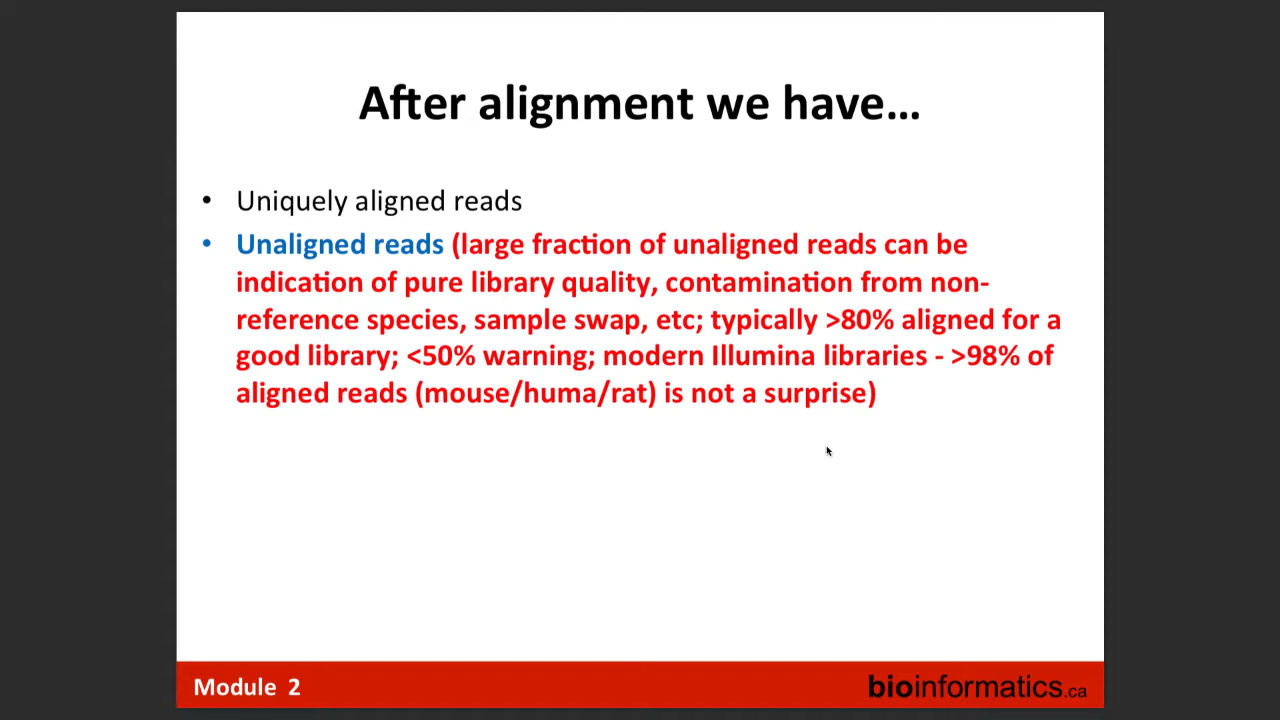 After alignment we have...
• Uniquely aligned reads
• Unaligned reads (large fraction of unaligned reads can be
indication of pure library quality, contamination from non-
reference species, sample swap, etc; typically >80% aligned for a
good library; <50% warning; modern Illumina libraries - >98% of
aligned reads (mouse/huma/rat) is not a surprise)
Module 2
bioinformatics.ca